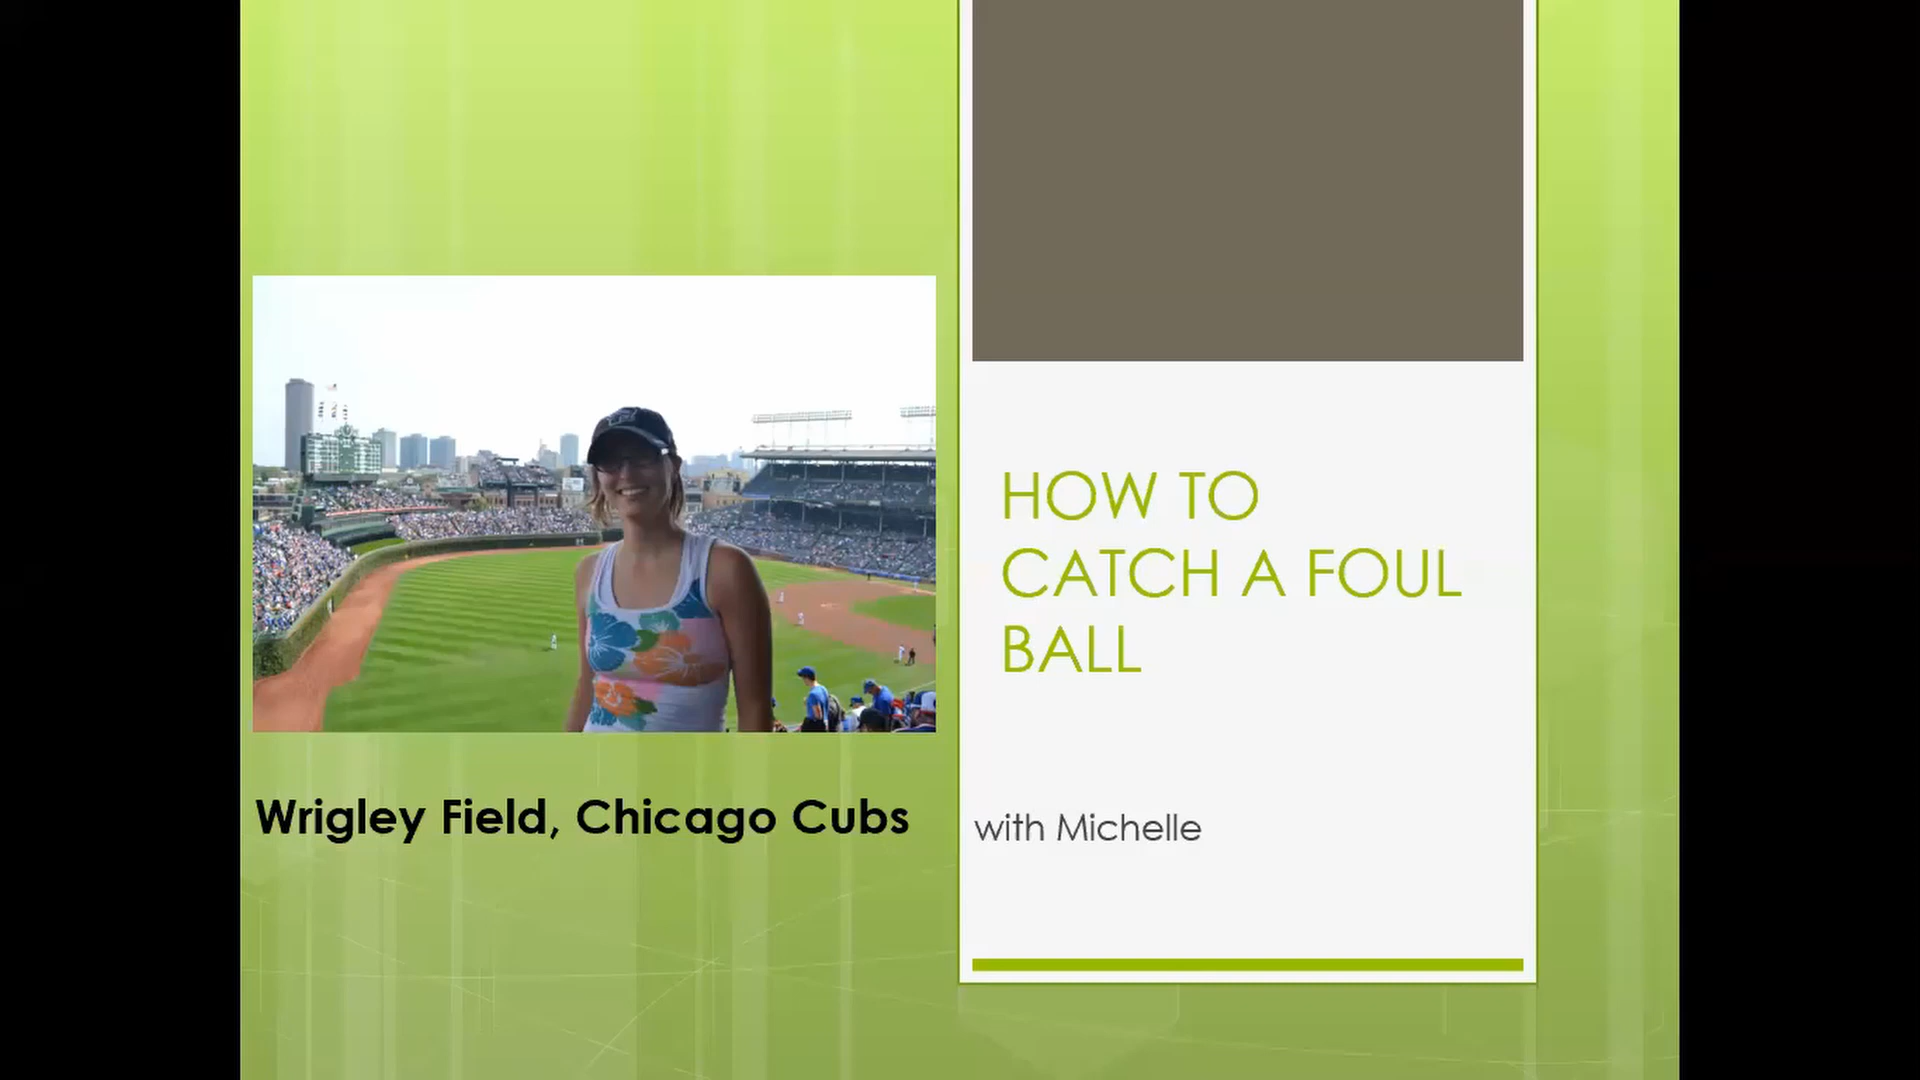 HOW TO
CATCH A FOUL
BALL
Wrigley Field, Chicago Cubs
with Michelle